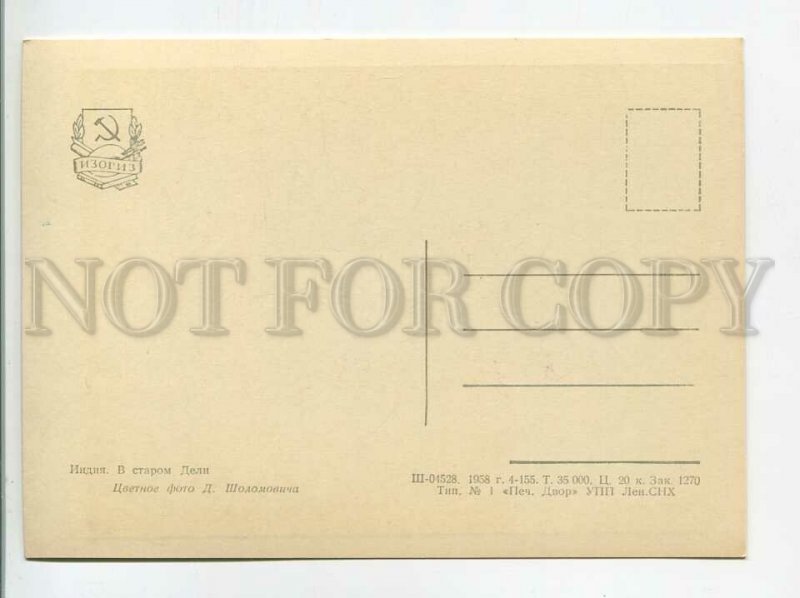 ИЗОГИЗ
NOT FOR COPY
Индия. В старом Дели
Цветное фото Д. Шоломовича
Ш-04528. 1958 г. 4-155. Т. 35 000. Ц. 20 к. Зак. 1270
Тип. № 1 «Печ. Двор» УПП Лен.СНХ